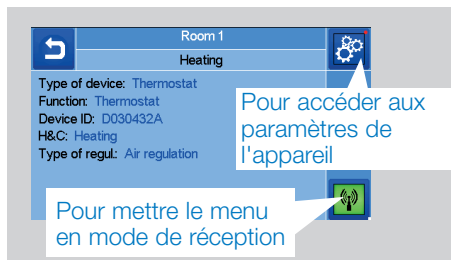 Room 1
Heating
Type of device: Thermostat
Function: Thermostat
Device ID: D030432A
H&C: Heating
Type of regul.: Air regulation
Pour accéder aux
paramètres de
l'appareil
Pour mettre le menu
en mode de réception